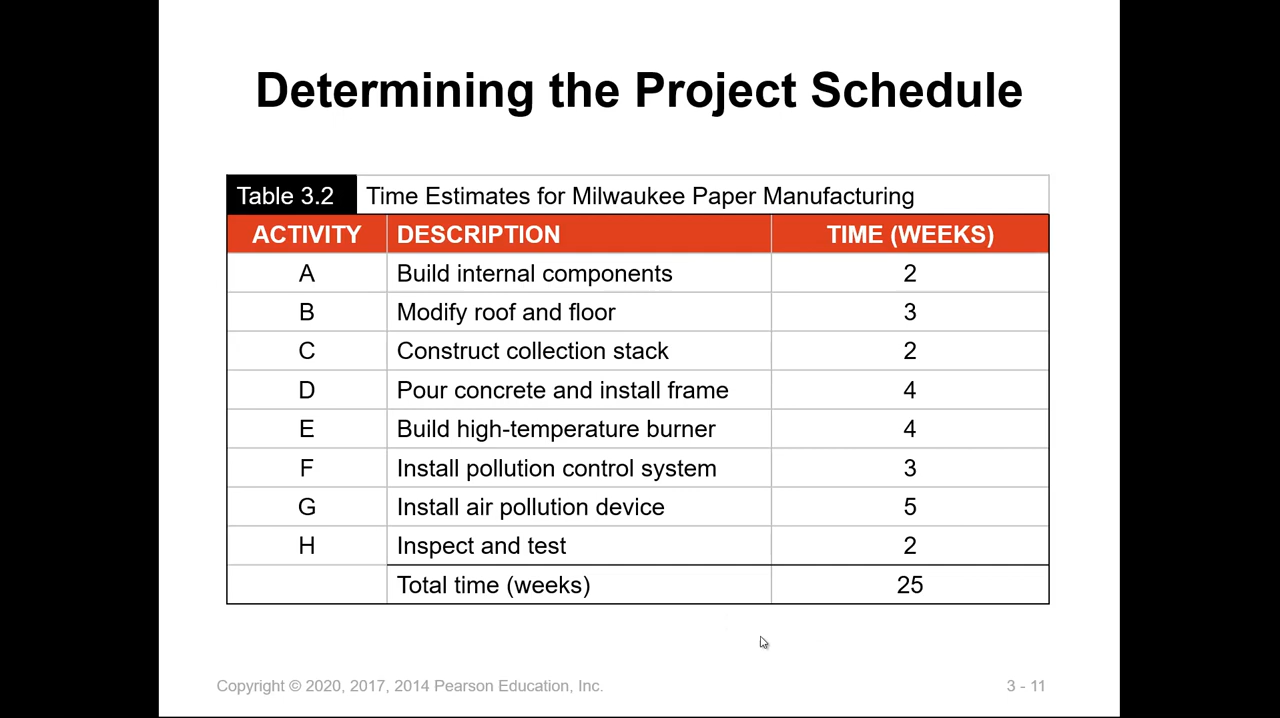 Determining the Project Schedule
Table 3.2 Time Estimates for Milwaukee Paper Manufacturing
ACTIVITY DESCRIPTION TIME (WEEKS)
A Build internal components 2
B Modify roof and floor 3
C Construct collection stack 2
D Pour concrete and install frame 4
E Build high-temperature burner 4
F Install pollution control system 3
G Install air pollution device 5
H Inspect and test 2
Total time (weeks) 25
Copyright © 2020, 2017, 2014 Pearson Education, Inc. 3 - 11